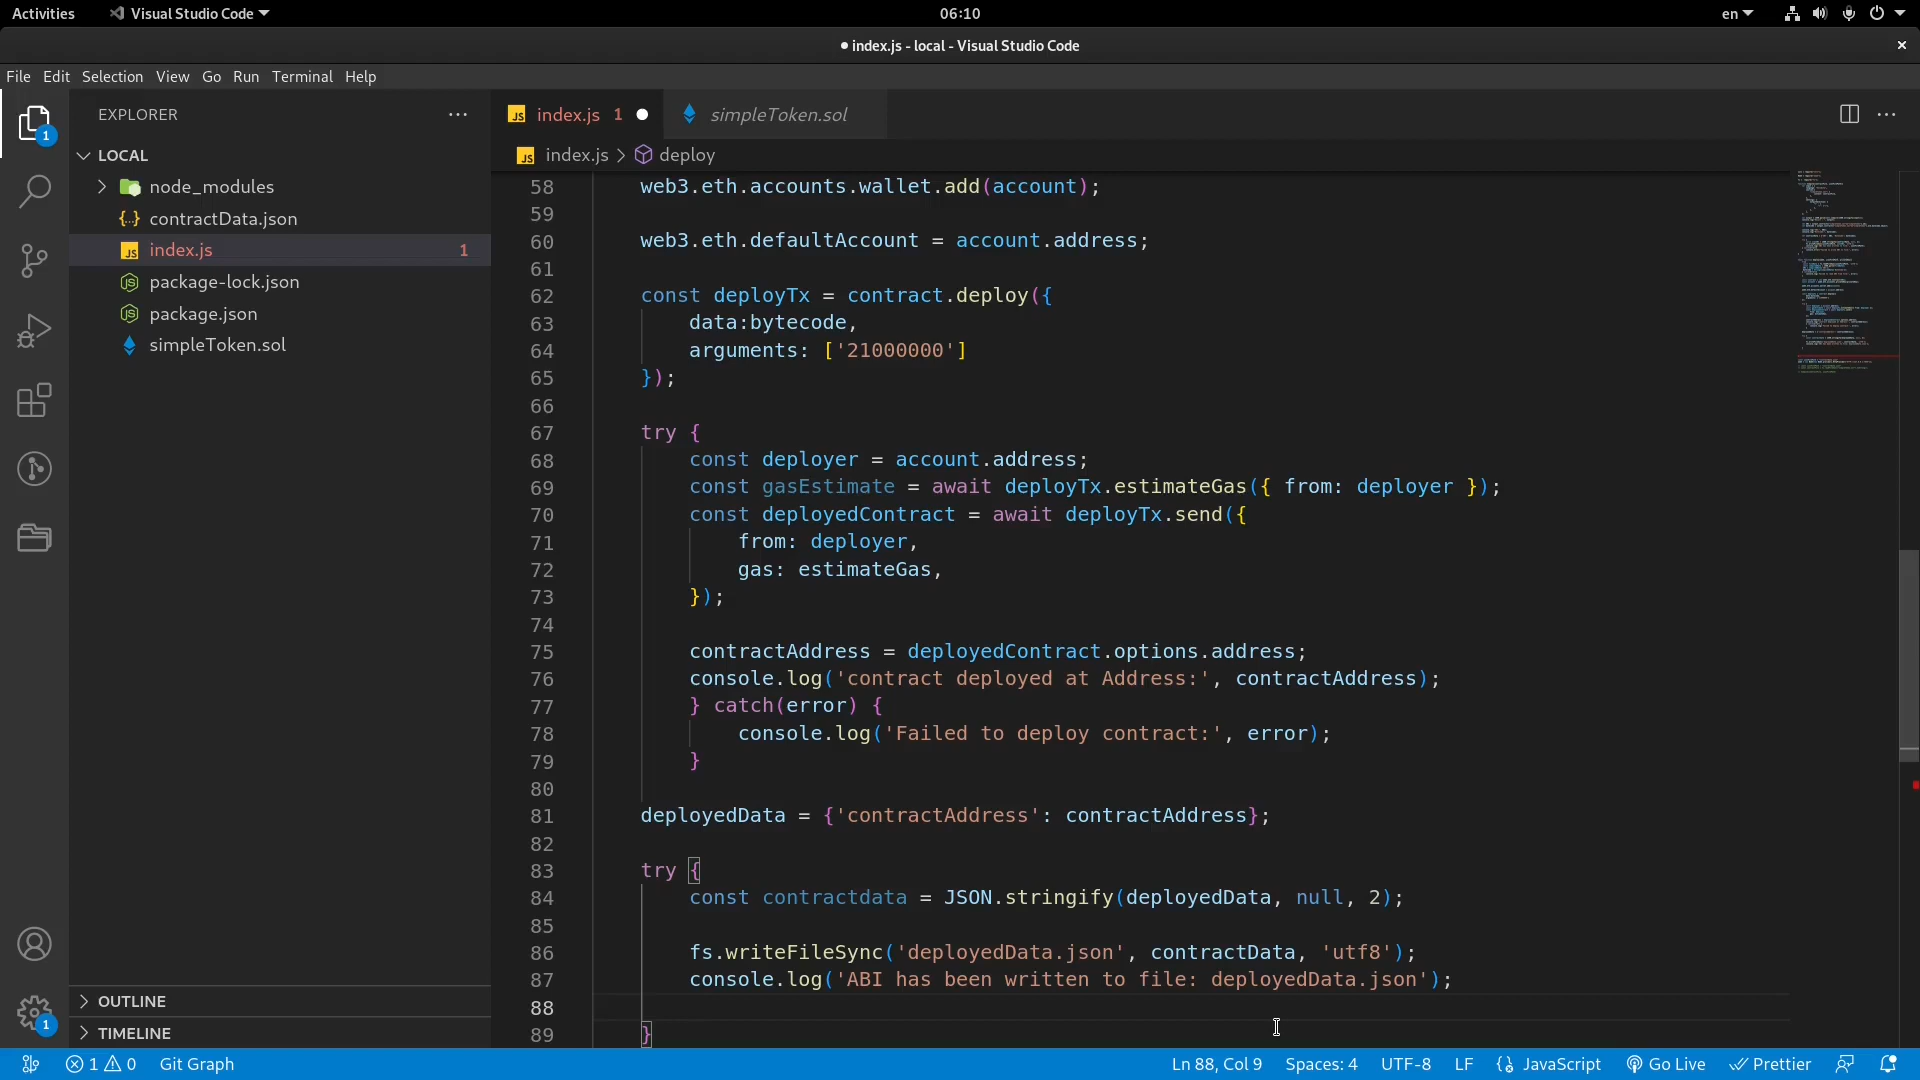 Activities
Visual Studio Code
06:10
en
● index.js - local - Visual Studio Code
File Edit Selection View Go Run Terminal Help
EXPLORER
LOCAL
node_modules
contractData.json
index.js 1
package-lock.json
package.json
simpleToken.sol
OUTLINE
TIMELINE
1
1
JS index.js 1
simpleToken.sol
JS index.js > deploy
58 web3.eth.accounts.wallet.add(account);
59
60 web3.eth.defaultAccount = account.address;
61
62 const deployTx = contract.deploy({
63 data:bytecode,
64 arguments: ['21000000']
65 });
66
67 try {
68 const deployer = account.address;
69 const gasEstimate = await deployTx.estimateGas({ from: deployer });
70 const deployedContract = await deployTx.send({
71 from: deployer,
72 gas: estimateGas,
73 });
74
75 contractAddress = deployedContract.options.address;
76 console.log('contract deployed at Address:', contractAddress);
77 } catch(error) {
78 console.log('Failed to deploy contract:', error);
79 }
80
81 deployedData = {'contractAddress': contractAddress};
82
83 try {
84 const contractdata = JSON.stringify(deployedData, null, 2);
85
86 fs.writeFileSync('deployedData.json', contractData, 'utf8');
87 console.log('ABI has been written to file: deployedData.json');
88
89 }
1 0 Git Graph
Ln 88, Col 9 Spaces: 4 UTF-8 LF {} JavaScript Go Live Prettier